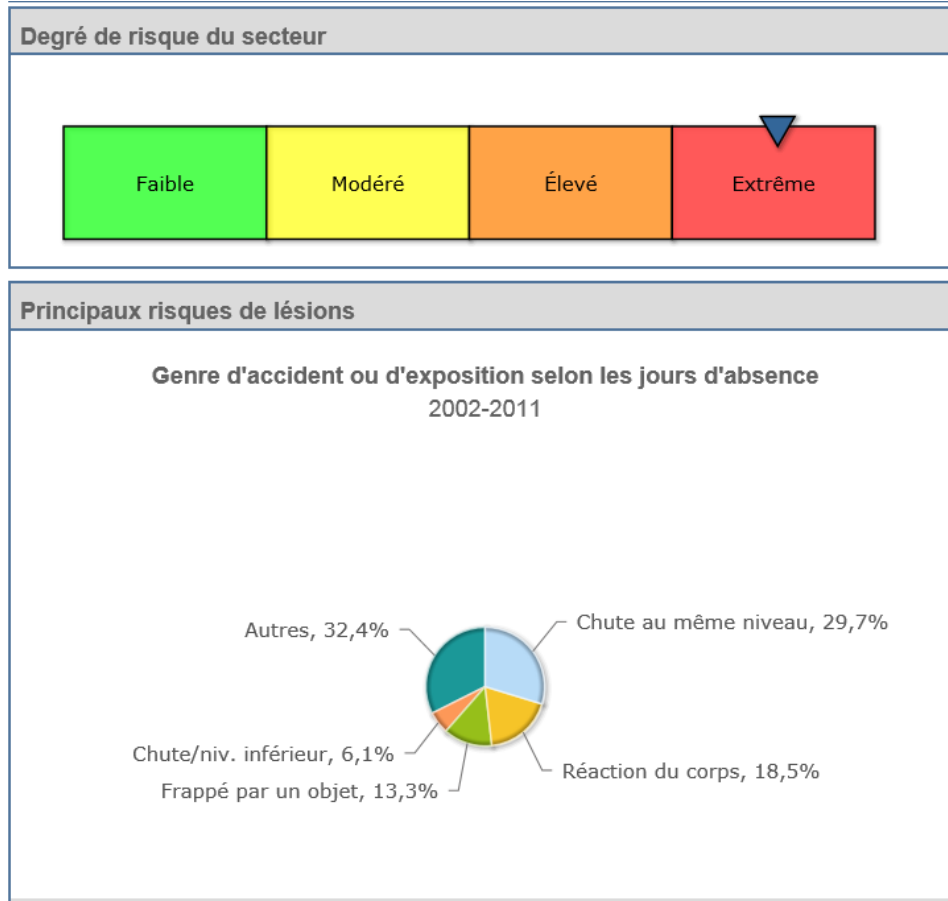 Degré de risque du secteur
Faible
Modéré
Élevé
Extrême
Principaux risques de lésions
Genre d'accident ou d'exposition selon les jours d'absence
2002-2011
Autres, 32,4%
Chute au même niveau, 29,7%
Chute/niv. inférieur, 6,1%
Réaction du corps, 18,5%
Frappé par un objet, 13,3%